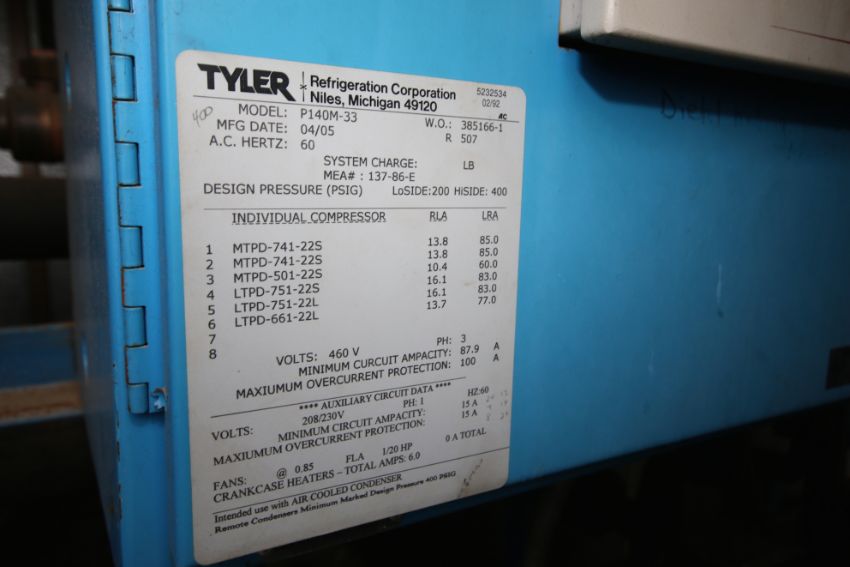 TYLER Refrigeration Corporation 5232534
Niles, Michigan 49120 02/92
400 MODEL: P140M-33 RC
MFG DATE: 04/05 W.O.: 385166-1
A.C. HERTZ: 60 R 507
SYSTEM CHARGE: LB
MEA# : 137-86-E
DESIGN PRESSURE (PSIG) LoSIDE:200 HiSIDE: 400
INDIVIDUAL COMPRESSOR RLA LRA
1 MTPD-741-22S 13.8 85.0
2 MTPD-741-22S 13.8 85.0
3 MTPD-501-22S 10.4 60.0
4 LTPD-751-22S 16.1 83.0
5 LTPD-751-22L 16.1 83.0
6 LTPD-661-22L 13.7 77.0
7
8
VOLTS: 460 V PH: 3
MINIMUM CURCUIT AMPACITY: 87.9 A
MAXIUMUM OVERCURRENT PROTECTION: 100 A
**** AUXILIARY CIRCUIT DATA ****
VOLTS: 208/230V PH: 1 HZ:60
MINIMUM CIRCUIT AMPACITY: 15 A
MAXIUMUM OVERCURRENT PROTECTION: 15 A
FANS: @ 0.85 FLA 1/20 HP 0 A TOTAL
CRANKCASE HEATERS – TOTAL AMPS: 6.0
Intended use with AIR COOLED CONDENSER
Remote Condensers Minimum Marked Design Pressure 400 PSIG